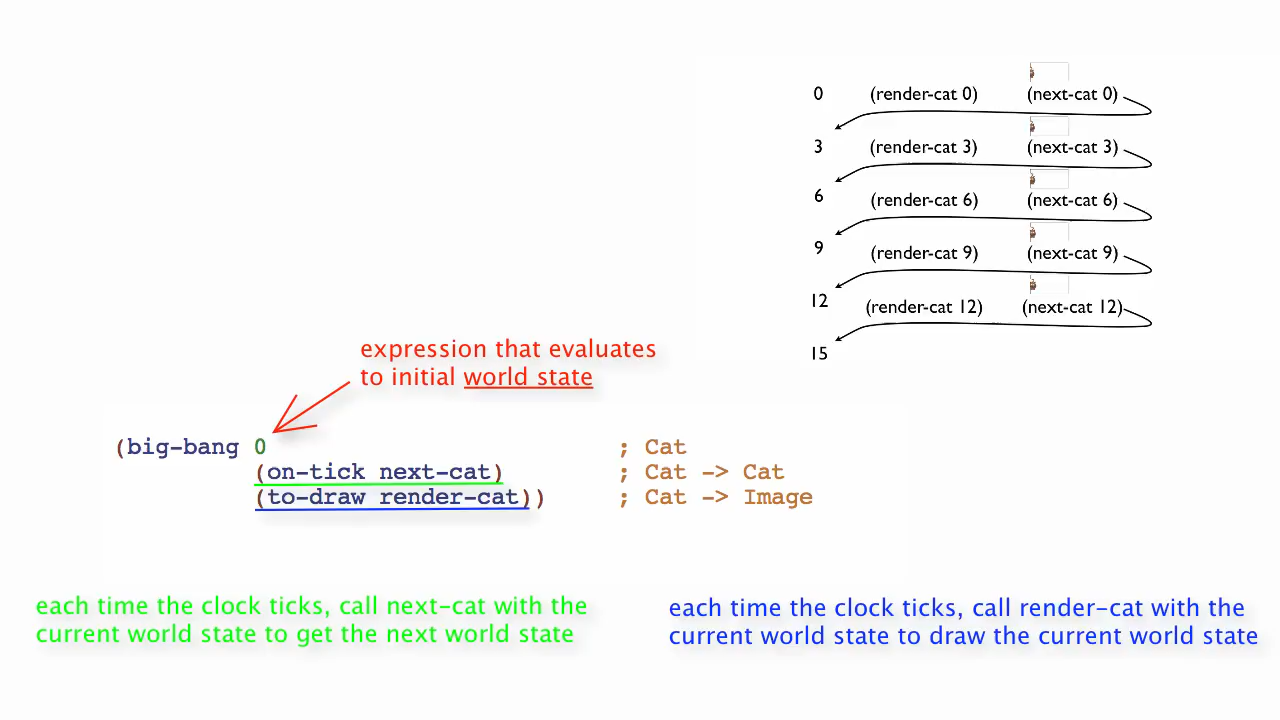 0 (render-cat 0) (next-cat 0)
3 (render-cat 3) (next-cat 3)
6 (render-cat 6) (next-cat 6)
9 (render-cat 9) (next-cat 9)
12 (render-cat 12) (next-cat 12)
15
expression that evaluates
to initial world state
(big-bang 0 ; Cat
(on-tick next-cat) ; Cat -> Cat
(to-draw render-cat)) ; Cat -> Image
each time the clock ticks, call next-cat with the
current world state to get the next world state
each time the clock ticks, call render-cat with the
current world state to draw the current world state